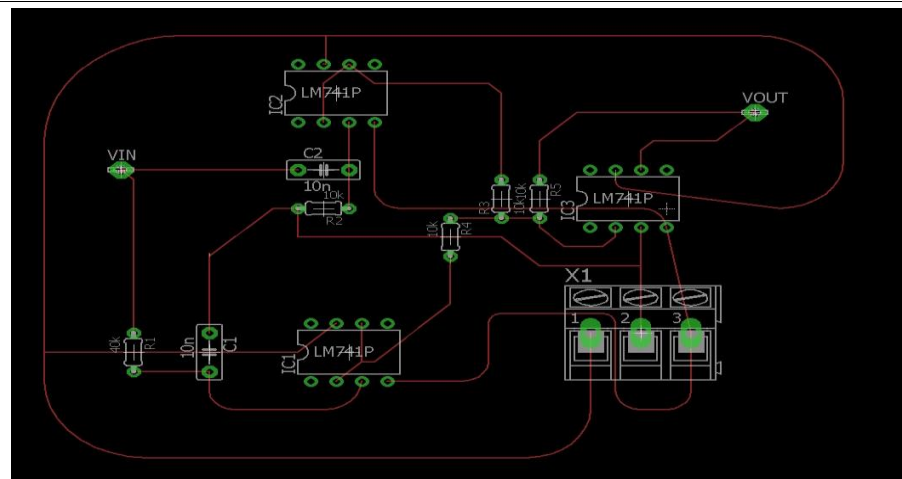 IC2
LM741P
VOUT
VIN
C2
10n
10k
R2
R3
10k
10k
R5
IC3
LM741P
10k
R4
X1
1
2
3
40k
R1
10n
C1
IC1
LM741P